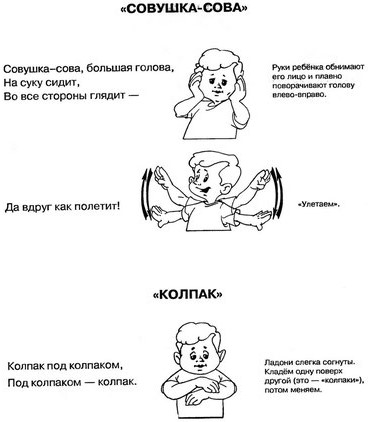 «СОВУШКА-СОВА»
Совушка-сова, большая голова,
На суку сидит,
Во все стороны глядит —
Руки ребёнка обнимают
его лицо и плавно
поворачивают голову
влево-вправо.
Да вдруг как полетит!
«Улетаем».
«КОЛПАК»
Колпак под колпаком,
Под колпаком — колпак.
Ладони слегка согнуты.
Кладём одну поверх
другой (это — «колпаки»),
потом меняем.